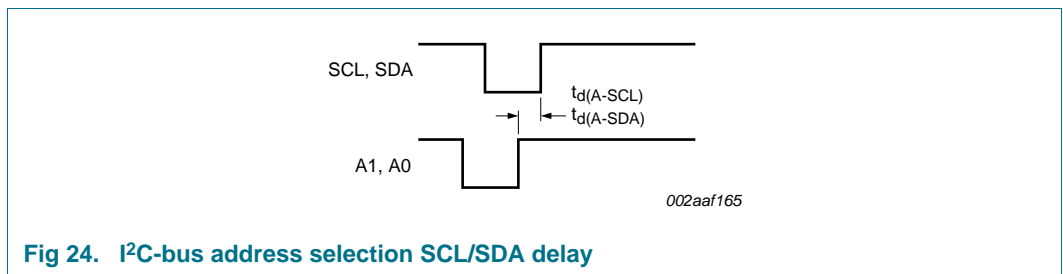 SCL, SDA
td(A-SCL)
td(A-SDA)
A1, A0
002aaf165
Fig 24. I²C-bus address selection SCL/SDA delay